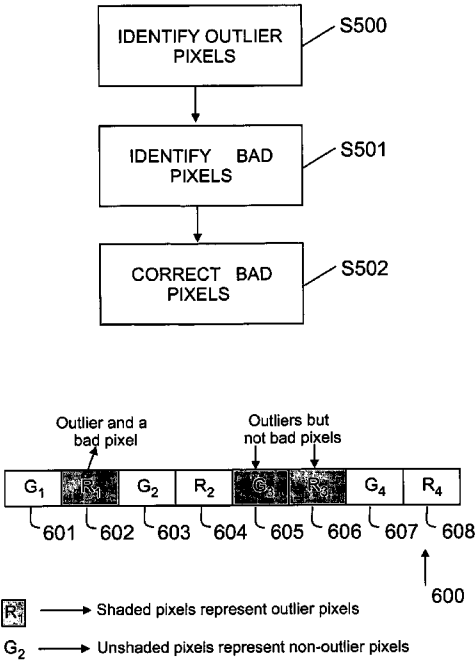 IDENTIFY OUTLIER
PIXELS
S500
IDENTIFY BAD
PIXELS
S501
CORRECT BAD
PIXELS
S502
Outlier and a
bad pixel
Outliers but
not bad pixels
G1 R1 G2 R2 G3 R3 G4 R4
601 602 603 604 605 606 607 608
600
R1 Shaded pixels represent outlier pixels
G2 Unshaded pixels represent non-outlier pixels